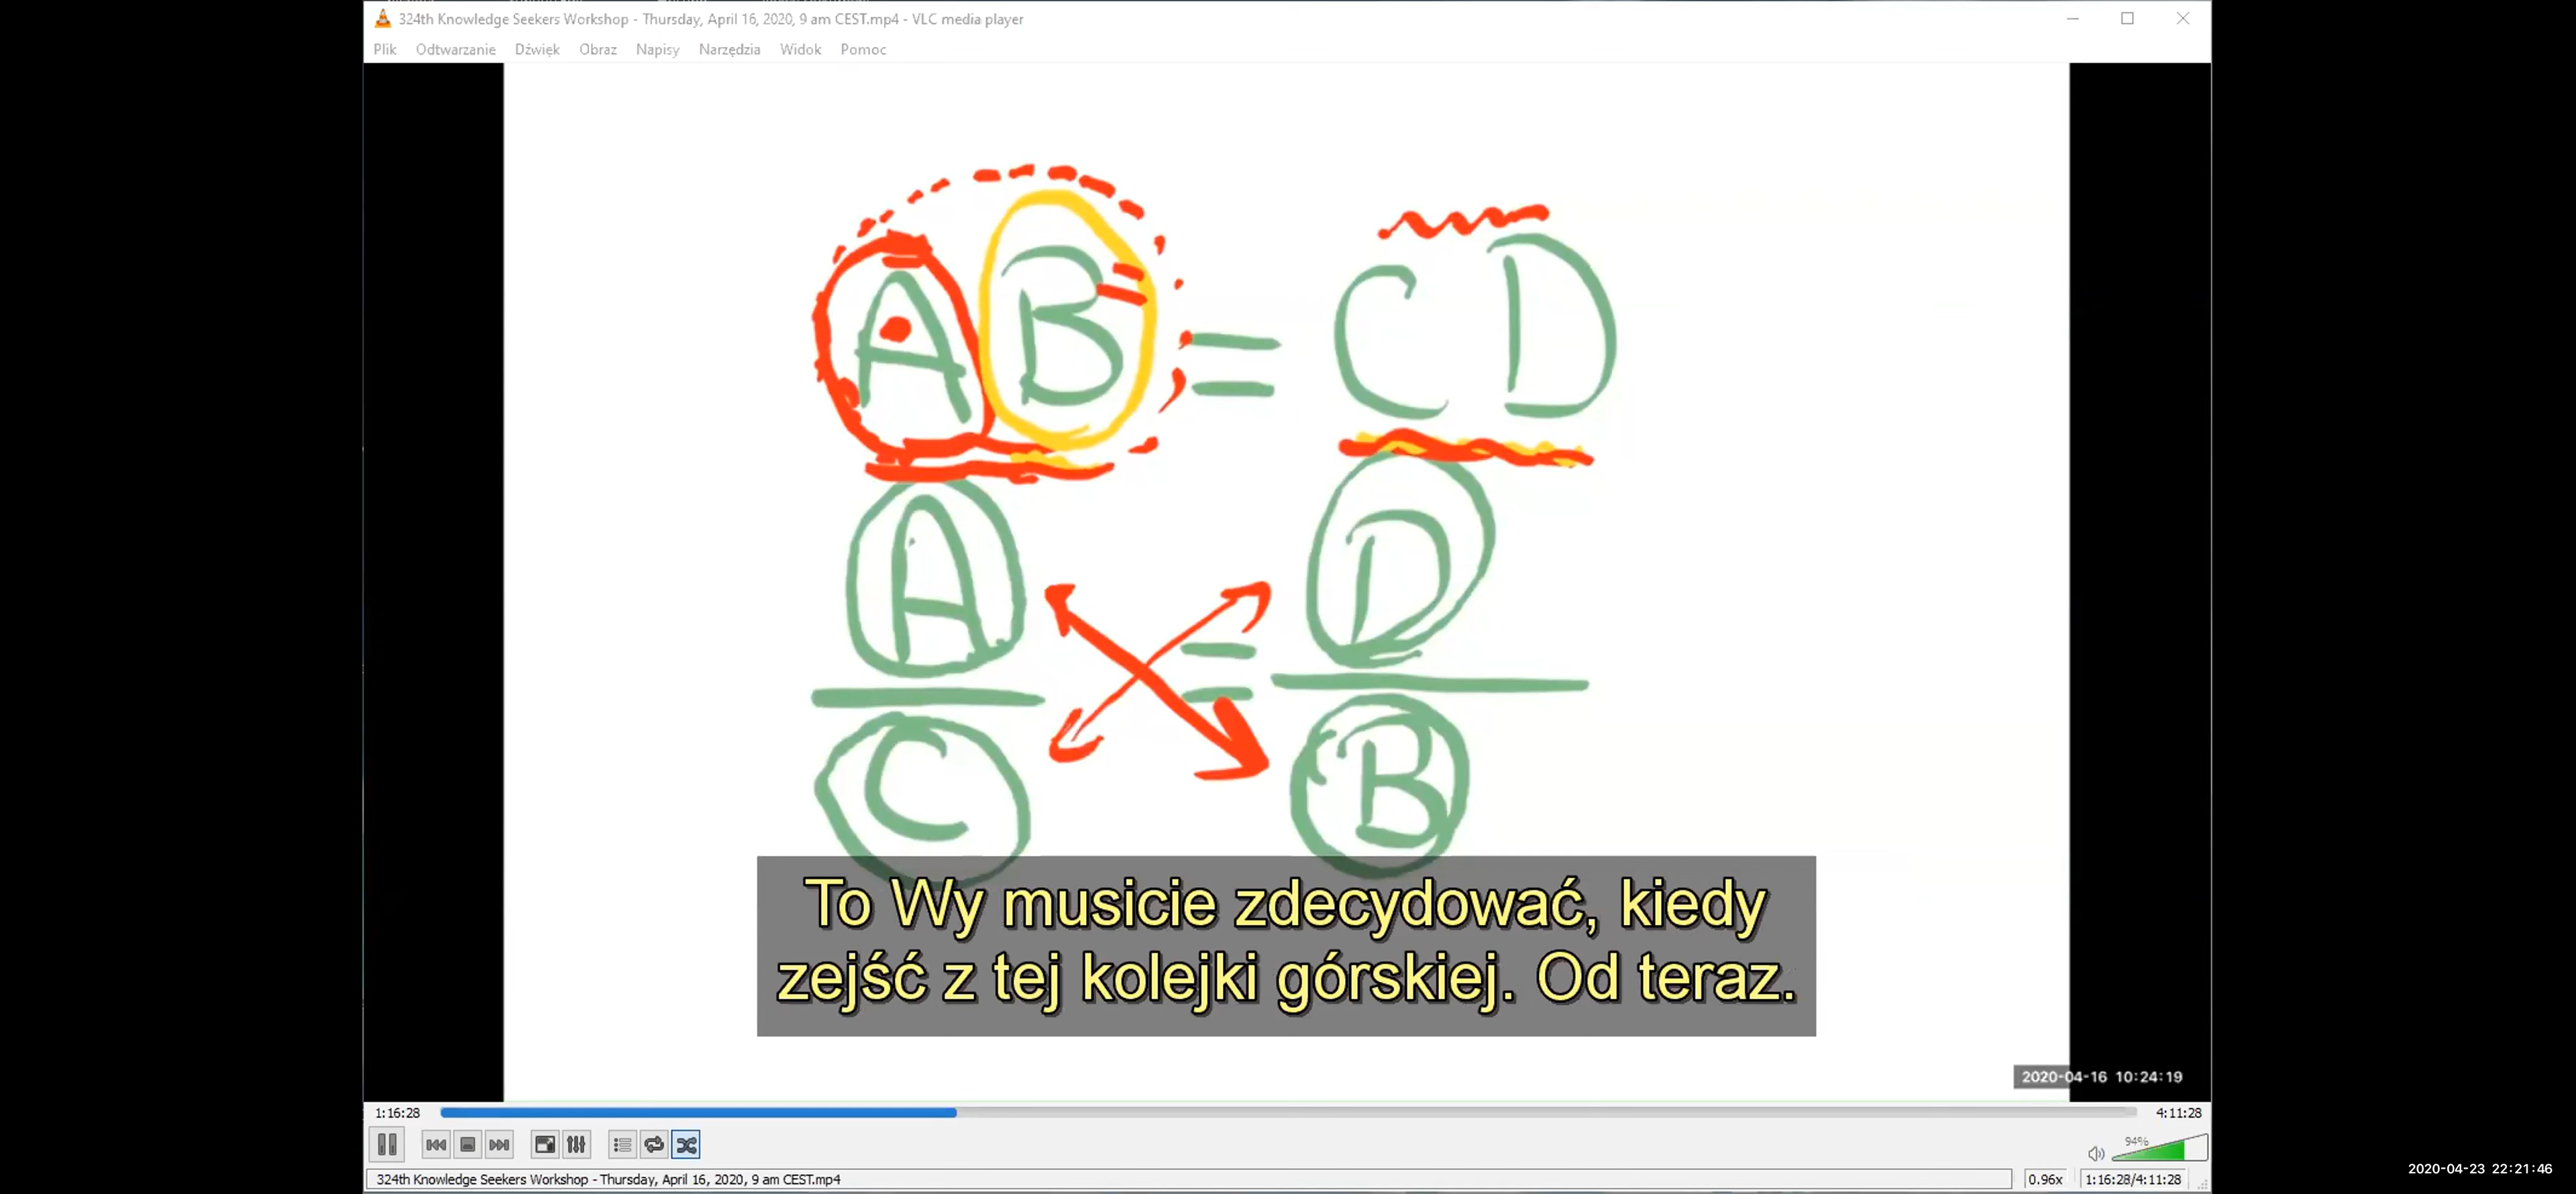 324th Knowledge Seekers Workshop - Thursday, April 16, 2020, 9 am CEST.mp4 - VLC media player
Plik Odtwarzanie Dźwięk Obraz Napisy Narzędzia Widok Pomoc
A B = C D
A = D
C B
To Wy musicie zdecydować, kiedy
zejść z tej kolejki górskiej. Od teraz.
2020-04-16 10:24:19
1:16:28 4:11:28
94%
2020-04-23 22:21:46
324th Knowledge Seekers Workshop - Thursday, April 16, 2020, 9 am CEST.mp4 0.96x 1:16:28/4:11:28